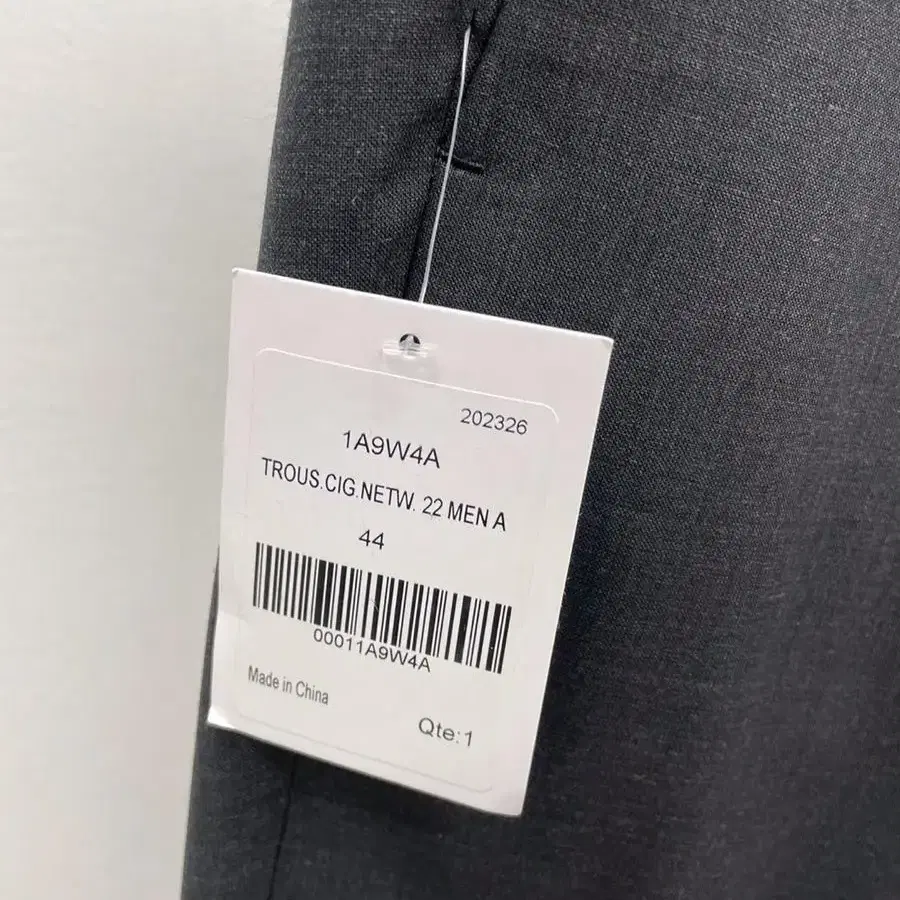 202326
1A9W4A
TROUS.CIG.NETW. 22 MEN A
44
00011A9W4A
Made in China
Qte:1